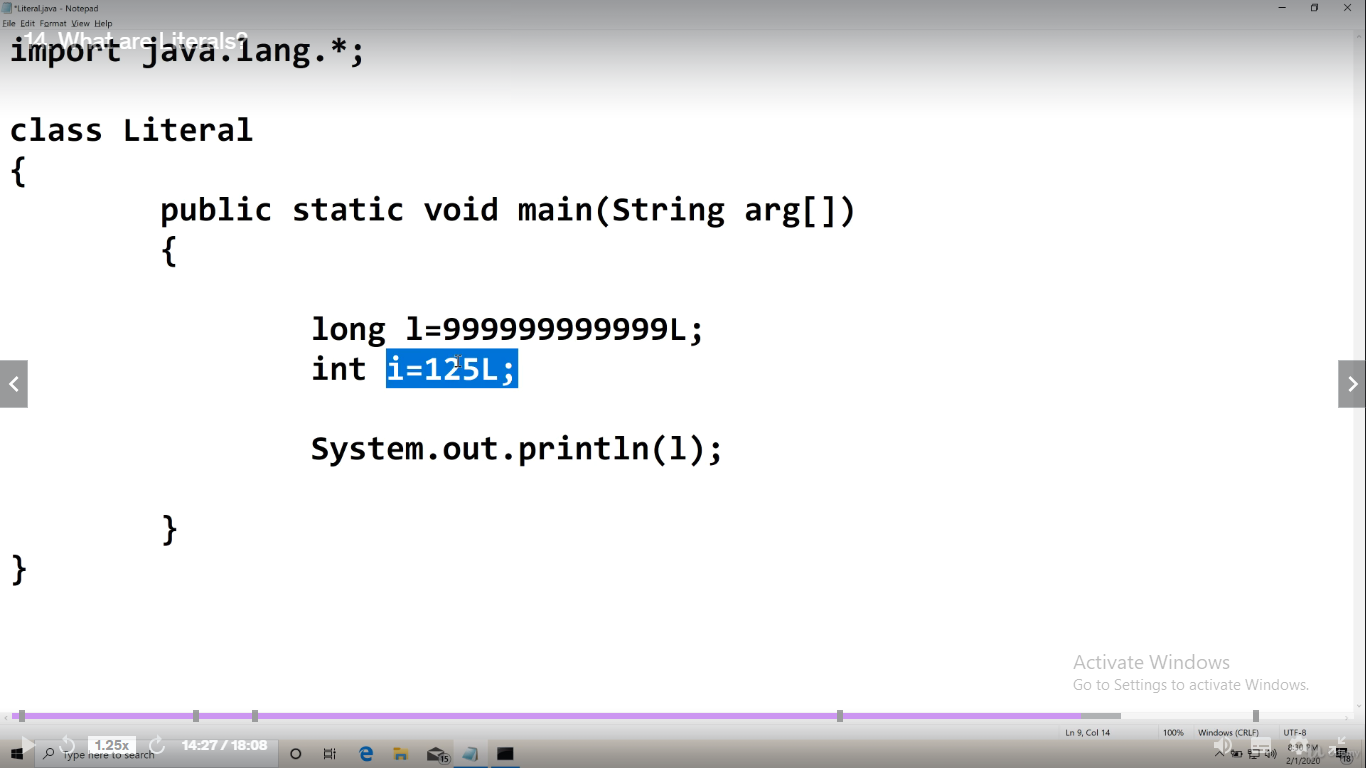 *Literal.java - Notepad
File Edit Format View Help
14. What are Literals?
import java.lang.*;
class Literal
{
public static void main(String arg[])
{
long l=999999999999L;
int i=125L;
System.out.println(l);
}
}
Activate Windows
Go to Settings to activate Windows.
Ln 9, Col 14 100% Windows (CRLF) UTF-8
1.25x 14:27 / 18:08
Type here to search
15
2/1/2020
18